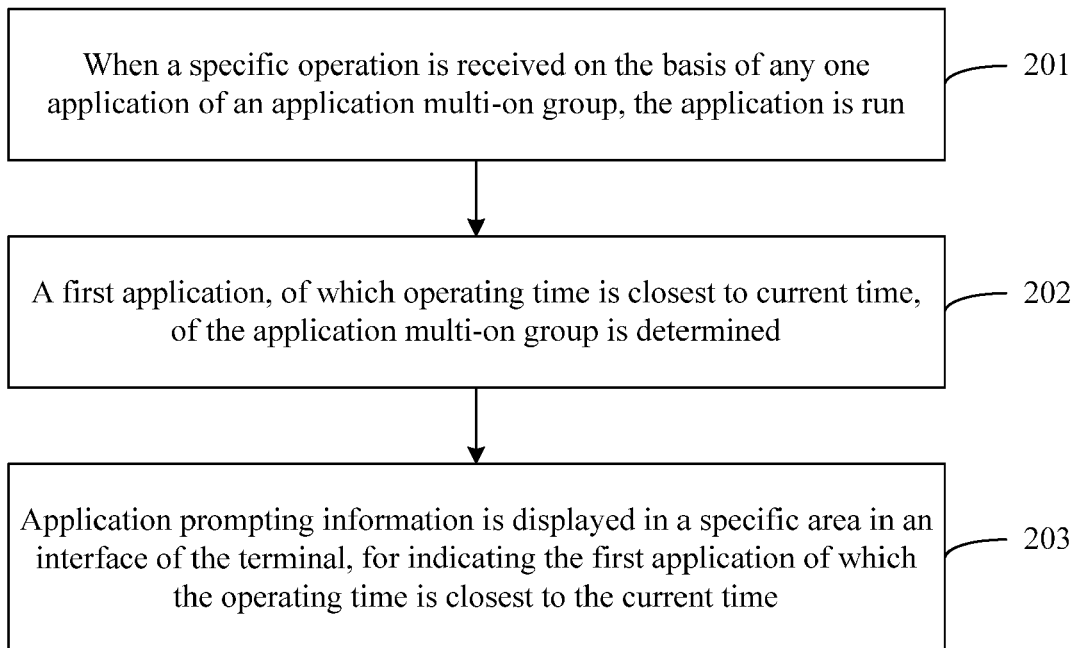 When a specific operation is received on the basis of any one
application of an application multi-on group, the application is run
201
A first application, of which operating time is closest to current time,
of the application multi-on group is determined
202
Application prompting information is displayed in a specific area in an
interface of the terminal, for indicating the first application of which
the operating time is closest to the current time
203